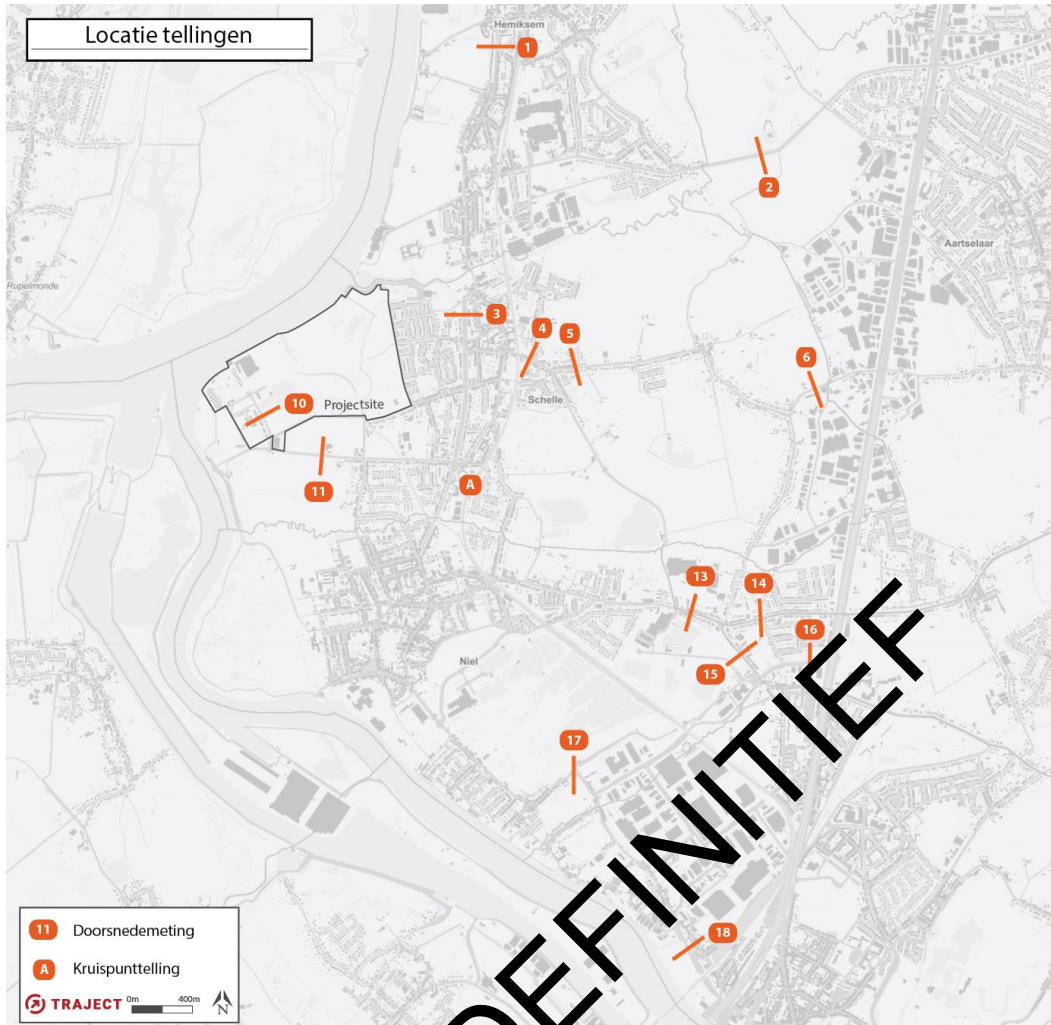 Locatie tellingen
Hemiksem
1
2
Aartselaar
Rupelmonde
3
4
5
6
Schelle
10
Projectsite
11
A
13
14
15
16
Niel
17
18
DEFINITIEF
11 Doorsnedemeting
A Kruispunttelling
TRAJECT 0m 400m N